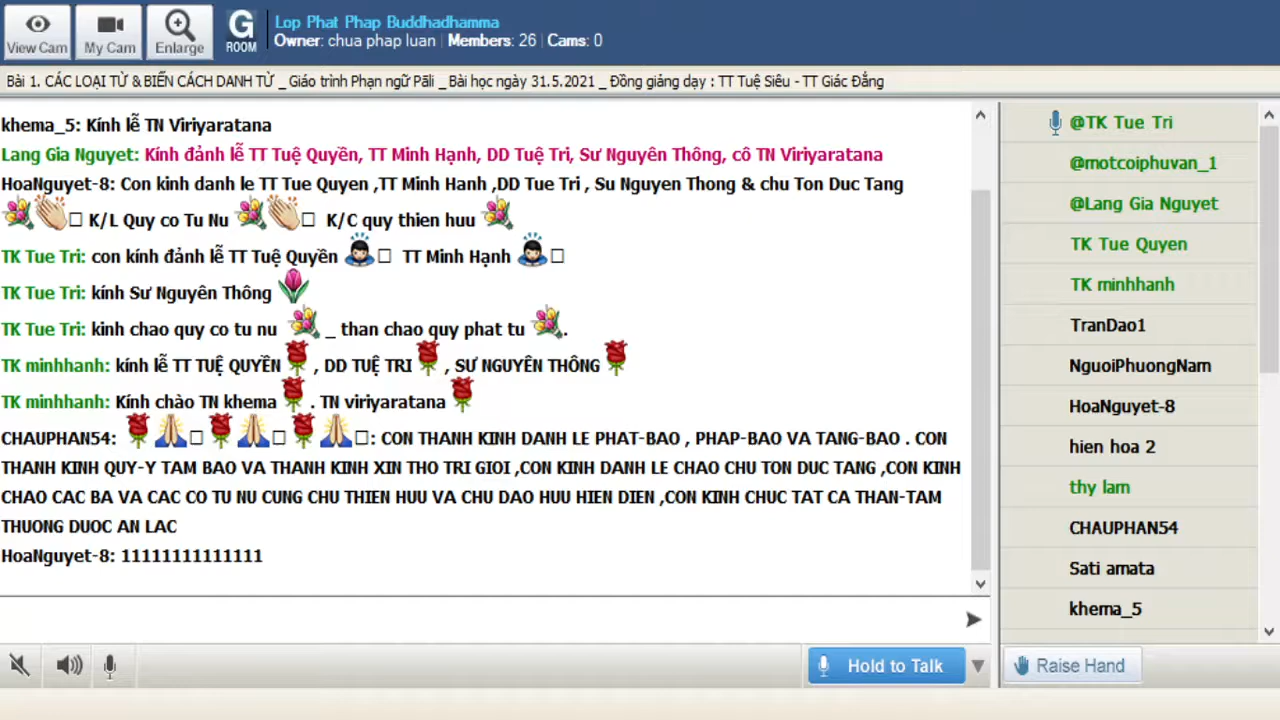 View Cam
My Cam
Enlarge
G
ROOM
Lop Phat Phap Buddhadhamma
Owner: chua phap luan | Members: 26 | Cams: 0
Bài 1. CÁC LOẠI TỪ & BIẾN CÁCH DANH TỪ _ Giáo trình Phạn ngữ Pāli _ Bài học ngày 31.5.2021 _ Đồng giảng dạy : TT Tuệ Siêu - TT Giác Đẳng
khema_5: Kính lễ TN Viriyaratana
Lang Gia Nguyet: Kính đảnh lễ TT Tuệ Quyền, TT Minh Hạnh, DD Tuệ Tri, Sư Nguyên Thông, cô TN Viriyaratana
HoaNguyet-8: Con kinh danh le TT Tue Quyen ,TT Minh Hanh ,DD Tue Tri , Su Nguyen Thong & chu Ton Duc Tang
K/L Quy co Tu Nu K/C quy thien huu
TK Tue Tri: con kính đảnh lễ TT Tuệ Quyền TT Minh Hạnh
TK Tue Tri: kính Sư Nguyên Thông
TK Tue Tri: kinh chao quy co tu nu _ than chao quy phat tu .
TK minhhanh: kính lễ TT TUỆ QUYỀN , DD TUỆ TRI , SƯ NGUYÊN THÔNG
TK minhhanh: Kính chào TN khema . TN viriyaratana
CHAUPHAN54: : CON THANH KINH DANH LE PHAT-BAO , PHAP-BAO VA TANG-BAO . CON
THANH KINH QUY-Y TAM BAO VA THANH KINH XIN THO TRI GIOI ,CON KINH DANH LE CHAO CHU TON DUC TANG ,CON KINH
CHAO CAC BA VA CAC CO TU NU CUNG CHU THIEN HUU VA CHU DAO HUU HIEN DIEN ,CON KINH CHUC TAT CA THAN-TAM
THUONG DUOC AN LAC
HoaNguyet-8: 11111111111111
@TK Tue Tri
@motcoiphuvan_1
@Lang Gia Nguyet
TK Tue Quyen
TK minhhanh
TranDao1
NguoiPhuongNam
HoaNguyet-8
hien hoa 2
thy lam
CHAUPHAN54
Sati amata
khema_5
Hold to Talk
Raise Hand